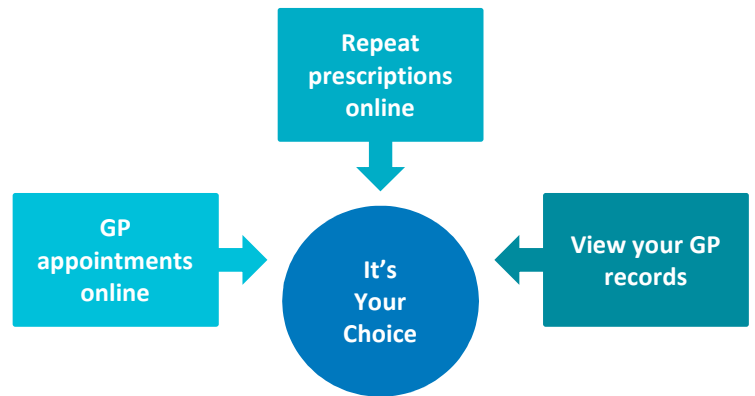 Repeat
prescriptions
online
GP
appointments
online
It’s
Your
Choice
View your GP
records